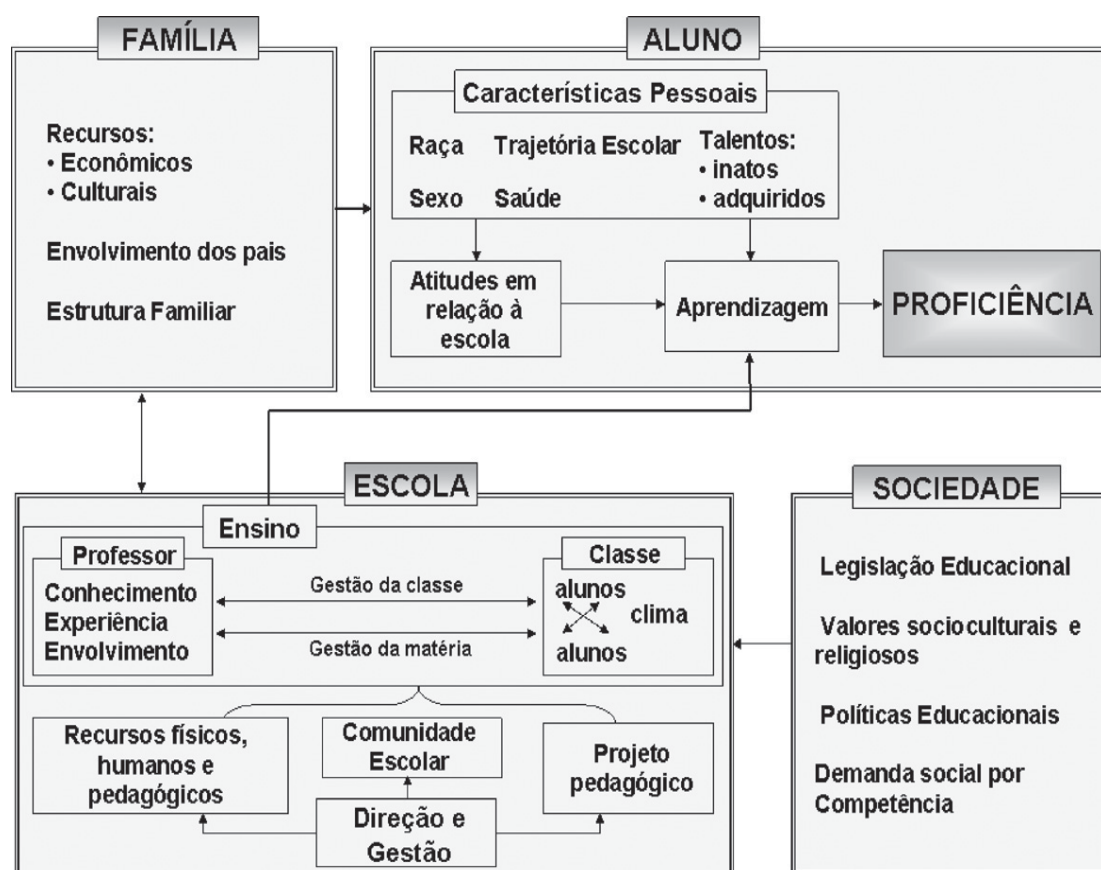 FAMÍLIA
Recursos:
• Econômicos
• Culturais
Envolvimento dos pais
Estrutura Familiar
ALUNO
Características Pessoais
Raça
Trajetória Escolar
Talentos:
• inatos
• adquiridos
Sexo
Saúde
Atitudes em
relação à
escola
Aprendizagem
PROFICIÊNCIA
ESCOLA
Ensino
Professor
Conhecimento
Experiência
Envolvimento
Gestão da classe
Gestão da matéria
Classe
alunos
clima
alunos
Recursos físicos,
humanos e
pedagógicos
Comunidade
Escolar
Projeto
pedagógico
Direção e
Gestão
SOCIEDADE
Legislação Educacional
Valores socioculturais e
religiosos
Políticas Educacionais
Demanda social por
Competência